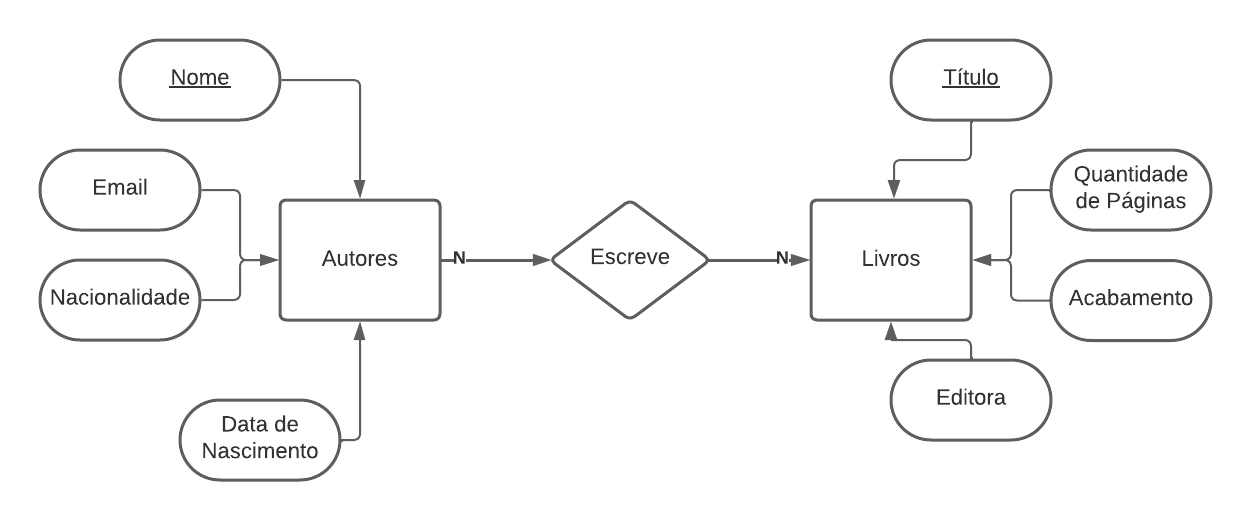 Nome
Título
Email
Quantidade
de Páginas
Autores
N
Escreve
N
Livros
Nacionalidade
Acabamento
Editora
Data de
Nascimento